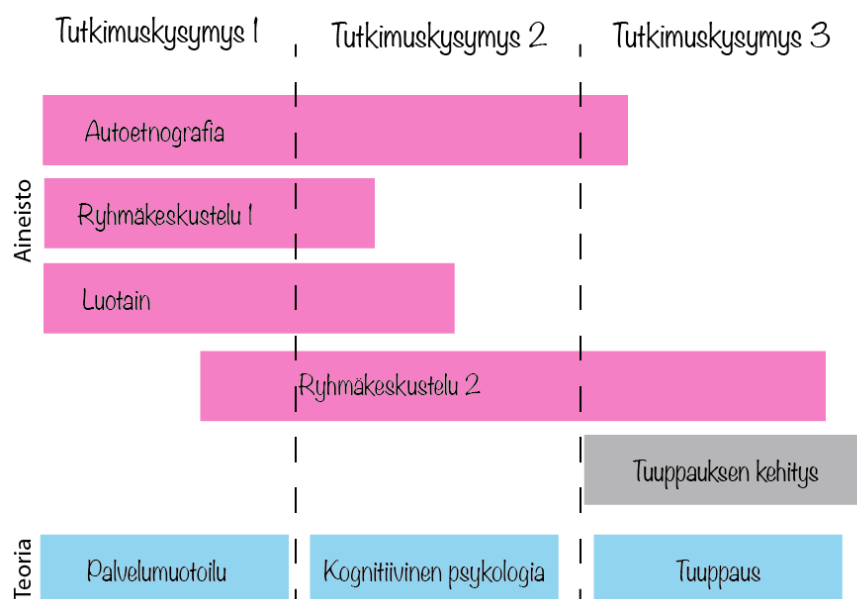 Tutkimuskysymys 1
Tutkimuskysymys 2
Tutkimuskysymys 3
Aineisto
Autoetnografia
Ryhmäkeskustelu 1
Luotain
Ryhmäkeskustelu 2
Tuuppauksen kehitys
Teoria
Palvelumuotoilu
Kognitiivinen psykologia
Tuuppaus